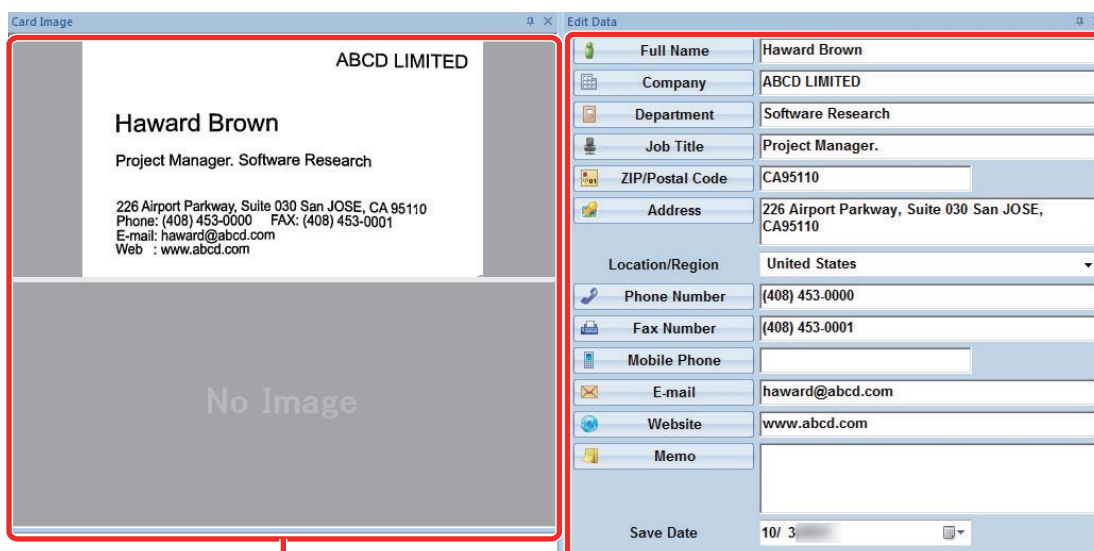 Card Image
ABCD LIMITED
Haward Brown
Project Manager. Software Research
226 Airport Parkway, Suite 030 San JOSE, CA 95110
Phone: (408) 453-0000 FAX: (408) 453-0001
E-mail: haward@abcd.com
Web : www.abcd.com
No Image
Edit Data
Full Name Haward Brown
Company ABCD LIMITED
Department Software Research
Job Title Project Manager.
ZIP/Postal Code CA95110
Address 226 Airport Parkway, Suite 030 San JOSE,
CA95110
Location/Region United States
Phone Number (408) 453-0000
Fax Number (408) 453-0001
Mobile Phone
E-mail haward@abcd.com
Website www.abcd.com
Memo
Save Date 10/ 3